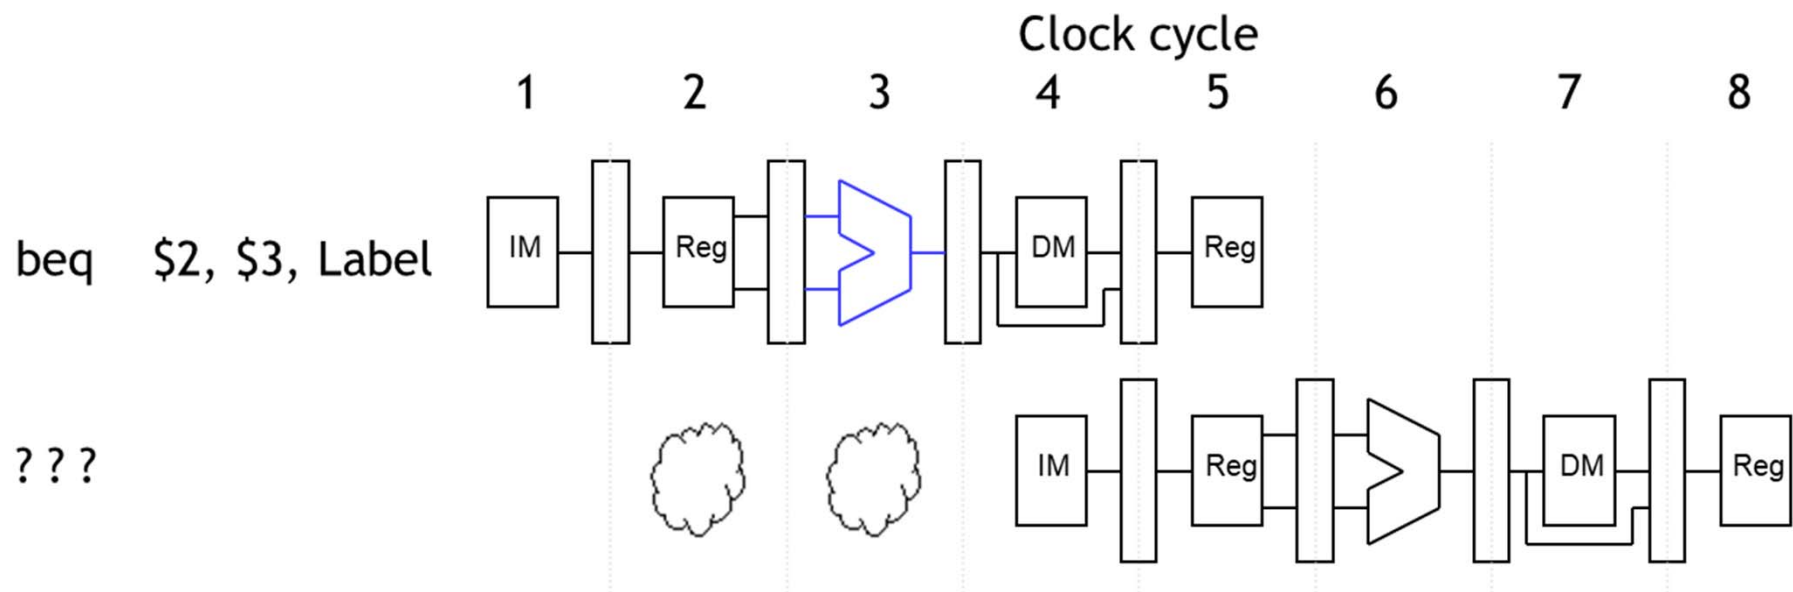 Clock cycle
1 2 3 4 5 6 7 8
beq $2, $3, Label IM Reg DM Reg
? ? ? IM Reg DM Reg